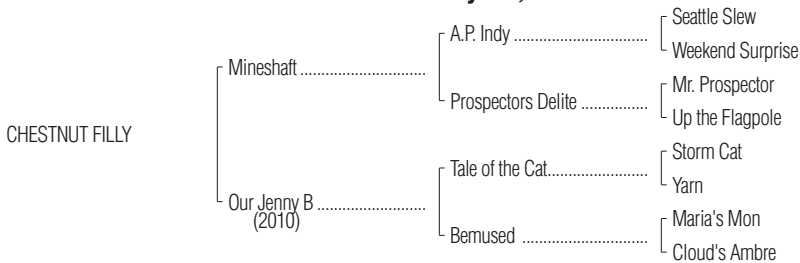 Seattle Slew
A.P. Indy ..................................
Weekend Surprise
Mineshaft ................................
Mr. Prospector
Prospectors Delite .................
Up the Flagpole
CHESTNUT FILLY
Storm Cat
Tale of the Cat..........................
Yarn
Our Jenny B ............................
(2010)
Maria's Mon
Bemused ................................
Cloud's Ambre